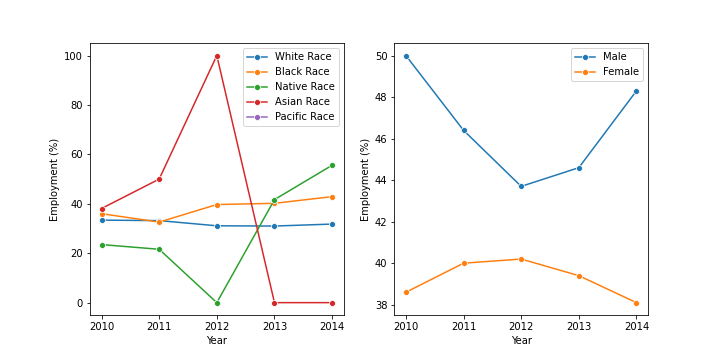 100
80
60
40
20
0
Employment (%)
2010 2011 2012 2013 2014
Year
White Race
Black Race
Native Race
Asian Race
Pacific Race
50
48
46
44
42
40
38
Employment (%)
2010 2011 2012 2013 2014
Year
Male
Female